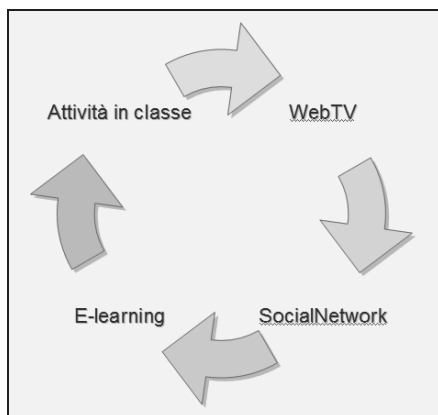 Attività in classe
WebTV
E-learning
SocialNetwork